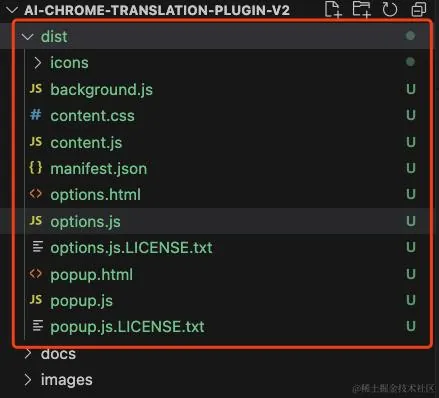 AI-CHROME-TRANSLATION-PLUGIN-V2
dist
icons
JS background.js U
# content.css U
JS content.js U
{} manifest.json U
<> options.html U
JS options.js U
options.js.LICENSE.txt U
<> popup.html U
JS popup.js U
popup.js.LICENSE.txt U
docs
images
@稀土掘金技术社区